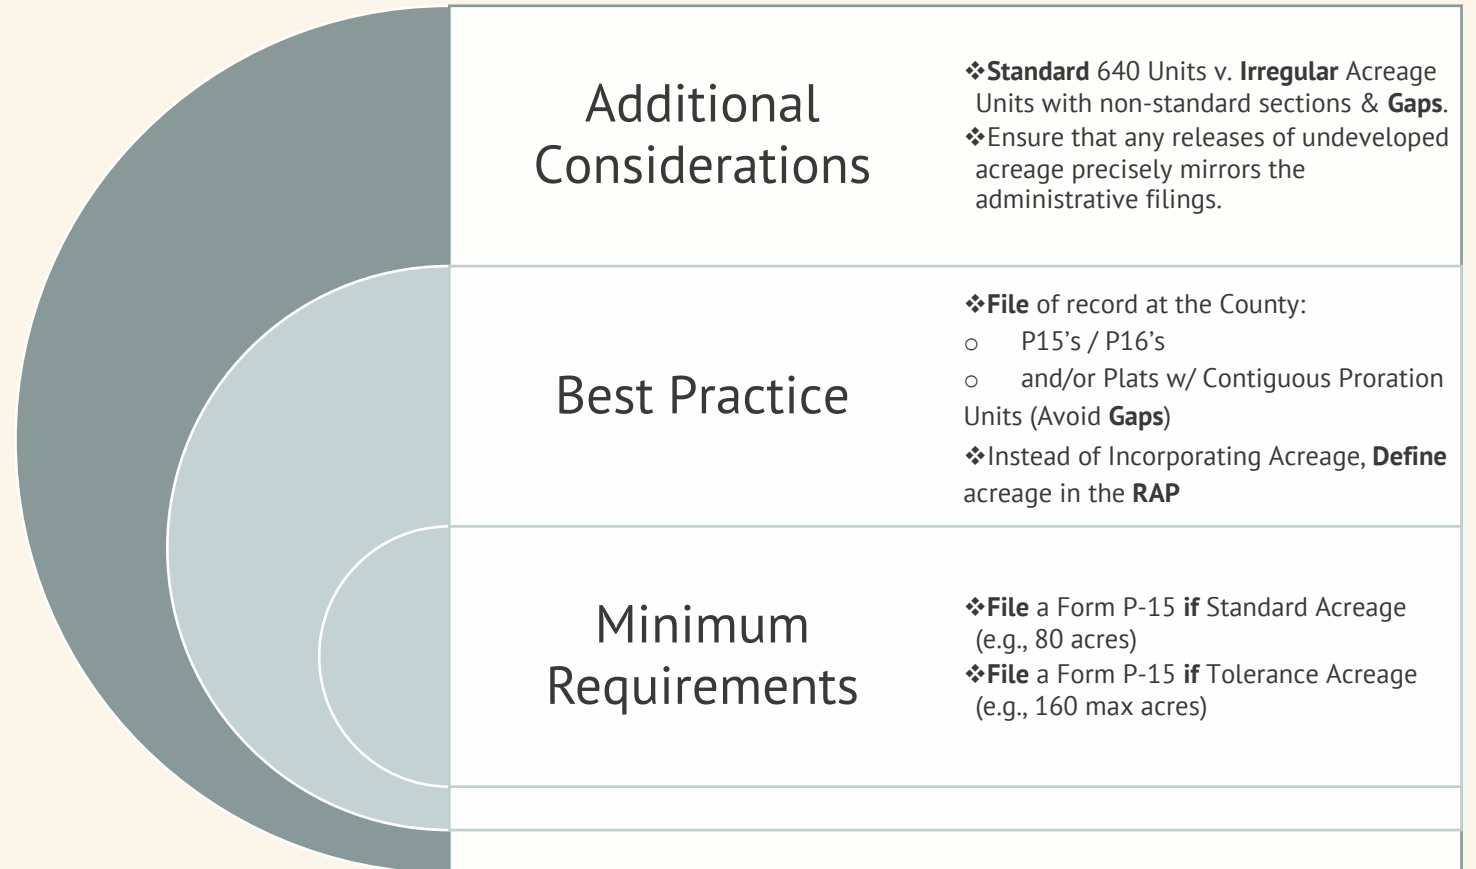 Additional
Considerations
❖Standard 640 Units v. Irregular Acreage
Units with non-standard sections & Gaps.
❖Ensure that any releases of undeveloped
acreage precisely mirrors the
administrative filings.
Best Practice
❖File of record at the County:
o P15’s / P16’s
o and/or Plats w/ Contiguous Proration
Units (Avoid Gaps)
❖Instead of Incorporating Acreage, Define
acreage in the RAP
Minimum
Requirements
❖File a Form P-15 if Standard Acreage
(e.g., 80 acres)
❖File a Form P-15 if Tolerance Acreage
(e.g., 160 max acres)